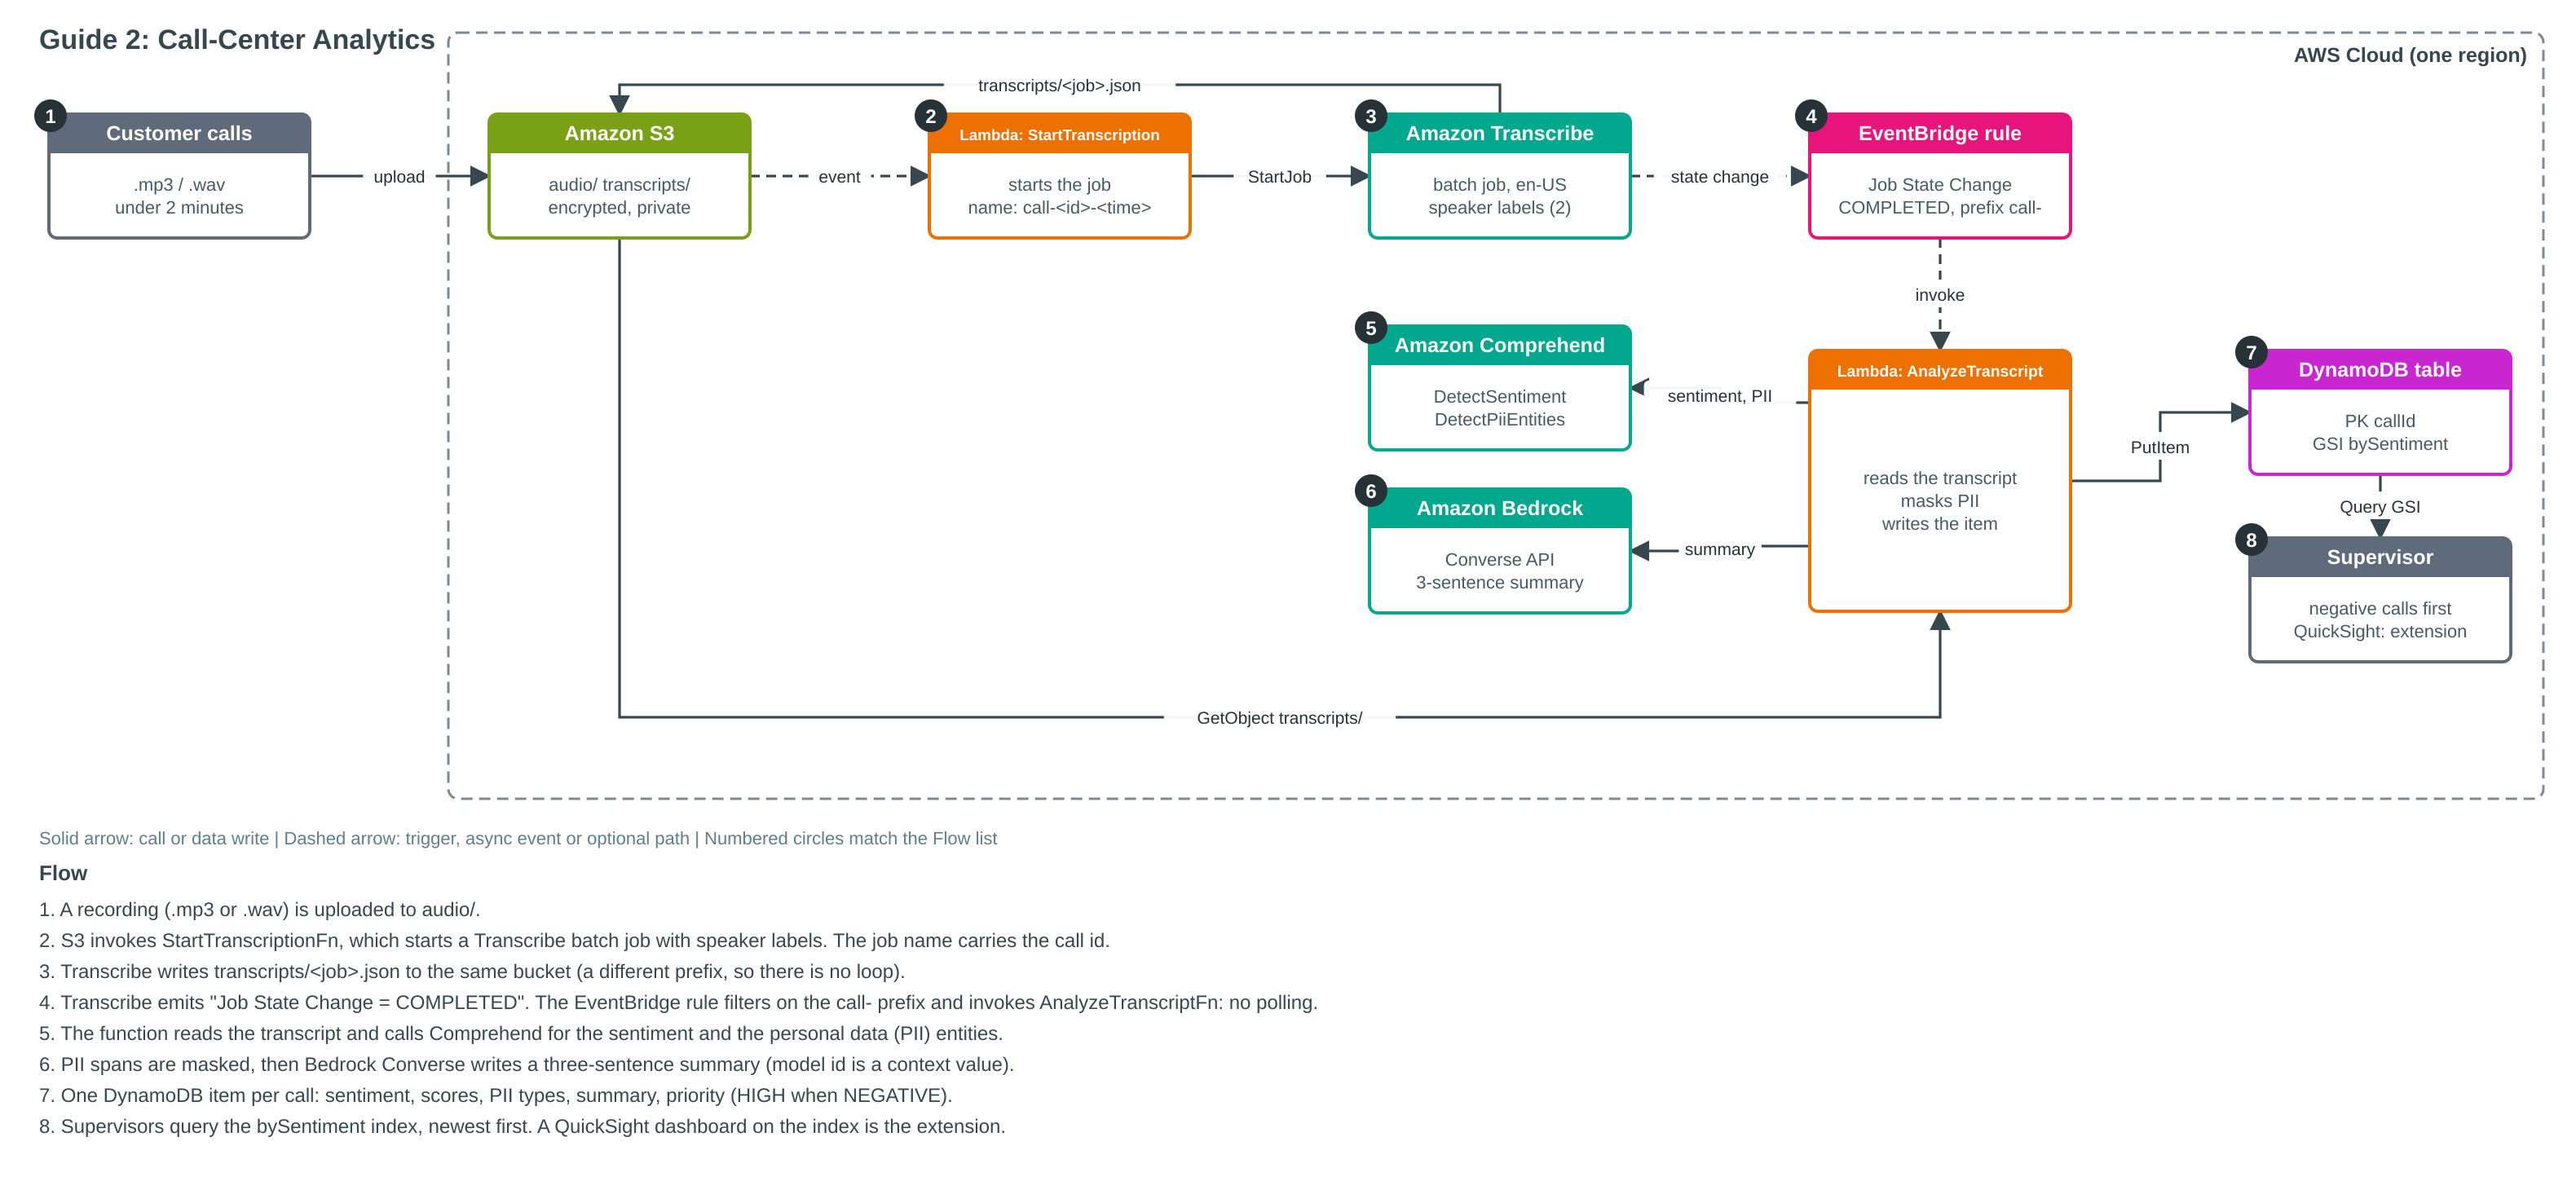 Guide 2: Call-Center Analytics
AWS Cloud (one region)
transcripts/<job>.json
1
Customer calls
.mp3 / .wav
under 2 minutes
upload
Amazon S3
audio/ transcripts/
encrypted, private
event
2
Lambda: StartTranscription
starts the job
name: call-<id>-<time>
StartJob
3
Amazon Transcribe
batch job, en-US
speaker labels (2)
state change
4
EventBridge rule
Job State Change
COMPLETED, prefix call-
invoke
5
Amazon Comprehend
DetectSentiment
DetectPiiEntities
sentiment, PII
6
Amazon Bedrock
Converse API
3-sentence summary
summary
Lambda: AnalyzeTranscript
reads the transcript
masks PII
writes the item
PutItem
7
DynamoDB table
PK callId
GSI bySentiment
Query GSI
8
Supervisor
negative calls first
QuickSight: extension
GetObject transcripts/
Solid arrow: call or data write | Dashed arrow: trigger, async event or optional path | Numbered circles match the Flow list
Flow
1. A recording (.mp3 or .wav) is uploaded to audio/.
2. S3 invokes StartTranscriptionFn, which starts a Transcribe batch job with speaker labels. The job name carries the call id.
3. Transcribe writes transcripts/<job>.json to the same bucket (a different prefix, so there is no loop).
4. Transcribe emits "Job State Change = COMPLETED". The EventBridge rule filters on the call- prefix and invokes AnalyzeTranscriptFn: no polling.
5. The function reads the transcript and calls Comprehend for the sentiment and the personal data (PII) entities.
6. PII spans are masked, then Bedrock Converse writes a three-sentence summary (model id is a context value).
7. One DynamoDB item per call: sentiment, scores, PII types, summary, priority (HIGH when NEGATIVE).
8. Supervisors query the bySentiment index, newest first. A QuickSight dashboard on the index is the extension.